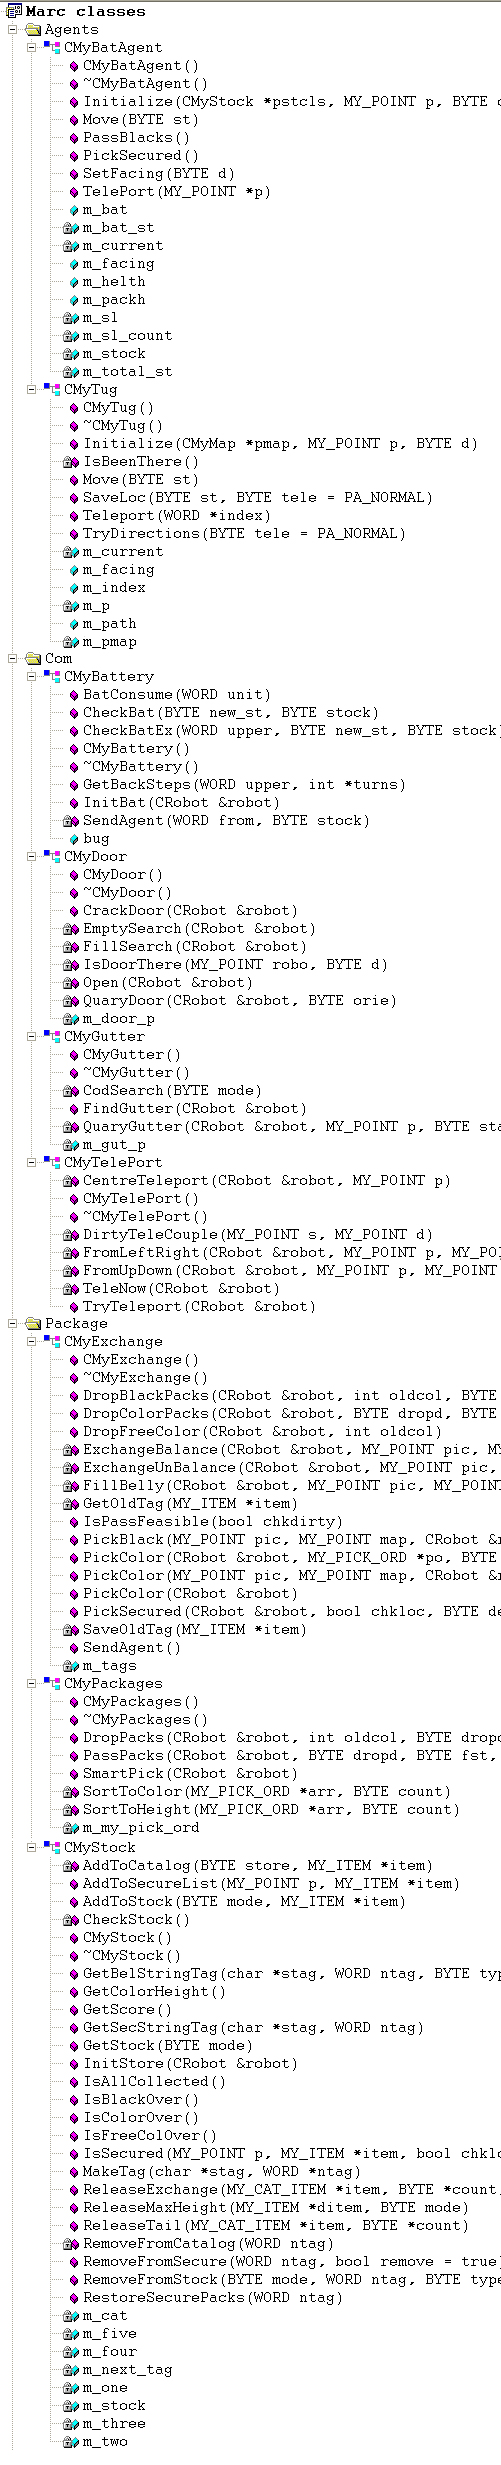 Marc classes
Agents
CMyBatAgent
CMyBatAgent()
~CMyBatAgent()
Initialize(CMyStock *pstcls, MY_POINT p, BYTE
Move(BYTE st)
PassBlacks()
PickSecured()
SetFacing(BYTE d)
TelePort(MY_POINT *p)
m_bat
m_bat_st
m_current
m_facing
m_helth
m_packh
m_sl
m_sl_count
m_stock
m_total_st
CMyTug
CMyTug()
~CMyTug()
Initialize(CMyMap *pmap, MY_POINT p, BYTE d)
IsBeenThere()
Move(BYTE st)
SaveLoc(BYTE st, BYTE tele = PA_NORMAL)
Teleport(WORD *index)
TryDirections(BYTE tele = PA_NORMAL)
m_current
m_facing
m_index
m_p
m_path
m_pmap
Com
CMyBattery
BatConsume(WORD unit)
CheckBat(BYTE new_st, BYTE stock)
CheckBatEx(WORD upper, BYTE new_st, BYTE stock)
CMyBattery()
~CMyBattery()
GetBackSteps(WORD upper, int *turns)
InitBat(CRobot &robot)
SendAgent(WORD from, BYTE stock)
bug
CMyDoor
CMyDoor()
~CMyDoor()
CrackDoor(CRobot &robot)
EmptySearch(CRobot &robot)
FillSearch(CRobot &robot)
IsDoorThere(MY_POINT robo, BYTE d)
Open(CRobot &robot)
QuaryDoor(CRobot &robot, BYTE orie)
m_door_p
CMyGutter
CMyGutter()
~CMyGutter()
CodSearch(BYTE mode)
FindGutter(CRobot &robot)
QuaryGutter(CRobot &robot, MY_POINT p, BYTE sta
m_gut_p
CMyTelePort
CentreTeleport(CRobot &robot, MY_POINT p)
CMyTelePort()
~CMyTelePort()
DirtyTeleCouple(MY_POINT s, MY_POINT d)
FromLeftRight(CRobot &robot, MY_POINT p, MY_PO
FromUpDown(CRobot &robot, MY_POINT p, MY_POINT
TeleNow(CRobot &robot)
TryTeleport(CRobot &robot)
Package
CMyExchange
CMyExchange()
~CMyExchange()
DropBlackPacks(CRobot &robot, int oldcol, BYTE
DropColorPacks(CRobot &robot, BYTE dropd, BYTE
DropFreeColor(CRobot &robot, int oldcol)
ExchangeBalance(CRobot &robot, MY_POINT pic, MY
ExchangeUnBalance(CRobot &robot, MY_POINT pic,
FillBelly(CRobot &robot, MY_POINT pic, MY_POINT
GetOldTag(MY_ITEM *item)
IsPassFeasible(bool chkdirty)
PickBlack(MY_POINT pic, MY_POINT map, CRobot &r
PickColor(CRobot &robot, MY_PICK_ORD *po, BYTE
PickColor(MY_POINT pic, MY_POINT map, CRobot &r
PickColor(CRobot &robot)
PickSecured(CRobot &robot, bool chkloc, BYTE de
SaveOldTag(MY_ITEM *item)
SendAgent()
m_tags
CMyPackages
CMyPackages()
~CMyPackages()
DropPacks(CRobot &robot, int oldcol, BYTE dropd
PassPacks(CRobot &robot, BYTE dropd, BYTE fst,
SmartPick(CRobot &robot)
SortToColor(MY_PICK_ORD *arr, BYTE count)
SortToHeight(MY_PICK_ORD *arr, BYTE count)
m_my_pick_ord
CMyStock
AddToCatalog(BYTE store, MY_ITEM *item)
AddToSecureList(MY_POINT p, MY_ITEM *item)
AddToStock(BYTE mode, MY_ITEM *item)
CheckStock()
CMyStock()
~CMyStock()
GetBelStringTag(char *stag, WORD ntag, BYTE typ
GetColorHeight()
GetScore()
GetSecStringTag(char *stag, WORD ntag)
GetStock(BYTE mode)
InitStore(CRobot &robot)
IsAllCollected()
IsBlackOver()
IsColorOver()
IsFreeColOver()
IsSecured(MY_POINT p, MY_ITEM *item, bool chklo
MakeTag(char *stag, WORD *ntag)
ReleaseExchange(MY_CAT_ITEM *item, BYTE *count,
ReleaseMaxHeight(MY_ITEM *ditem, BYTE mode)
ReleaseTail(MY_CAT_ITEM *item, BYTE *count)
RemoveFromCatalog(WORD ntag)
RemoveFromSecure(WORD ntag, bool remove = true)
RemoveFromStock(BYTE mode, WORD ntag, BYTE type
RestoreSecurePacks(WORD ntag)
m_cat
m_five
m_four
m_next_tag
m_one
m_stock
m_three
m_two